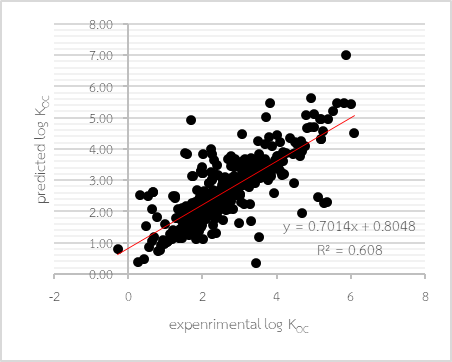 8.00
7.00
6.00
5.00
4.00
3.00
2.00
1.00
0.00
predicted log KOC
y = 0.7014x + 0.8048
R² = 0.608
-2 0 2 4 6 8
expenrimental log KOC